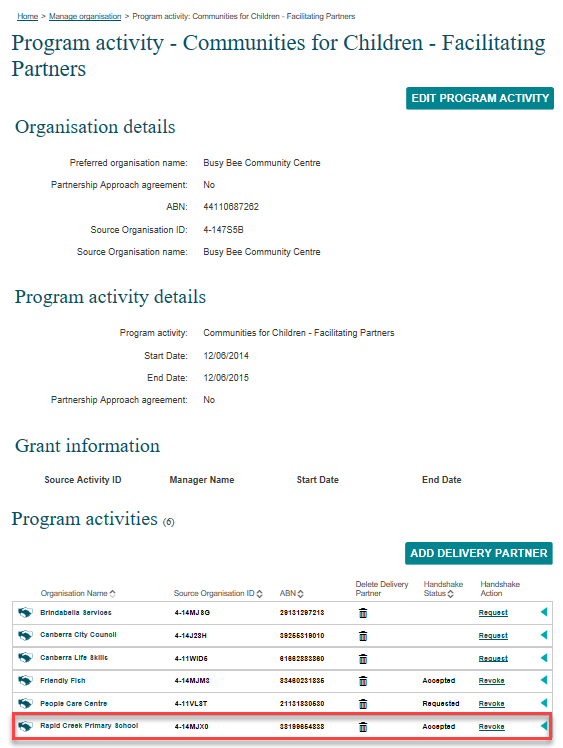 Home > Manage organisation > Program activity: Communities for Children - Facilitating Partners
Program activity - Communities for Children - Facilitating
Partners
EDIT PROGRAM ACTIVITY
Organisation details
Preferred organisation name: Busy Bee Community Centre
Partnership Approach agreement: No
ABN: 44110687262
Source Organisation ID: 4-147S5B
Source Organisation name: Busy Bee Community Centre
Program activity details
Program activity: Communities for Children - Facilitating Partners
Start Date: 12/06/2014
End Date: 12/06/2015
Partnership Approach agreement: No
Grant information
Source Activity ID Manager Name Start Date End Date
Program activities (6)
ADD DELIVERY PARTNER
Organisation Name Source Organisation ID ABN Delete Delivery Partner Handshake Status Handshake Action
Brindabella Services 4-14MJ8G 29131297213 Request
Canberra City Council 4-14J23H 39255319010 Request
Canberra Life Skills 4-11WID5 61662883860 Request
Friendly Fish 4-14MJM3 83460231835 Accepted Revoke
People Care Centre 4-11VL3T 21131830530 Requested Revoke
Rapid Creek Primary School 4-14MJX0 38199654833 Accepted Revoke